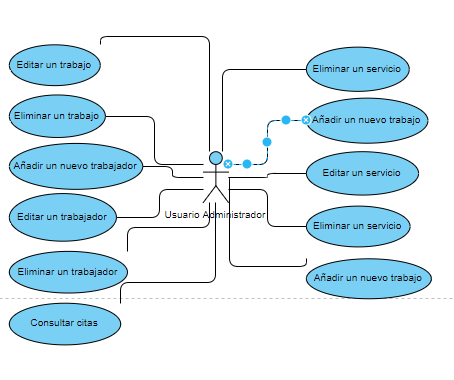 Editar un trabajo
Eliminar un trabajo
Añadir un nuevo trabajador
Editar un trabajador
Eliminar un trabajador
Consultar citas
Usuario Administrador
Eliminar un servicio
Añadir un nuevo trabajo
Editar un servicio
Eliminar un servicio
Añadir un nuevo trabajo